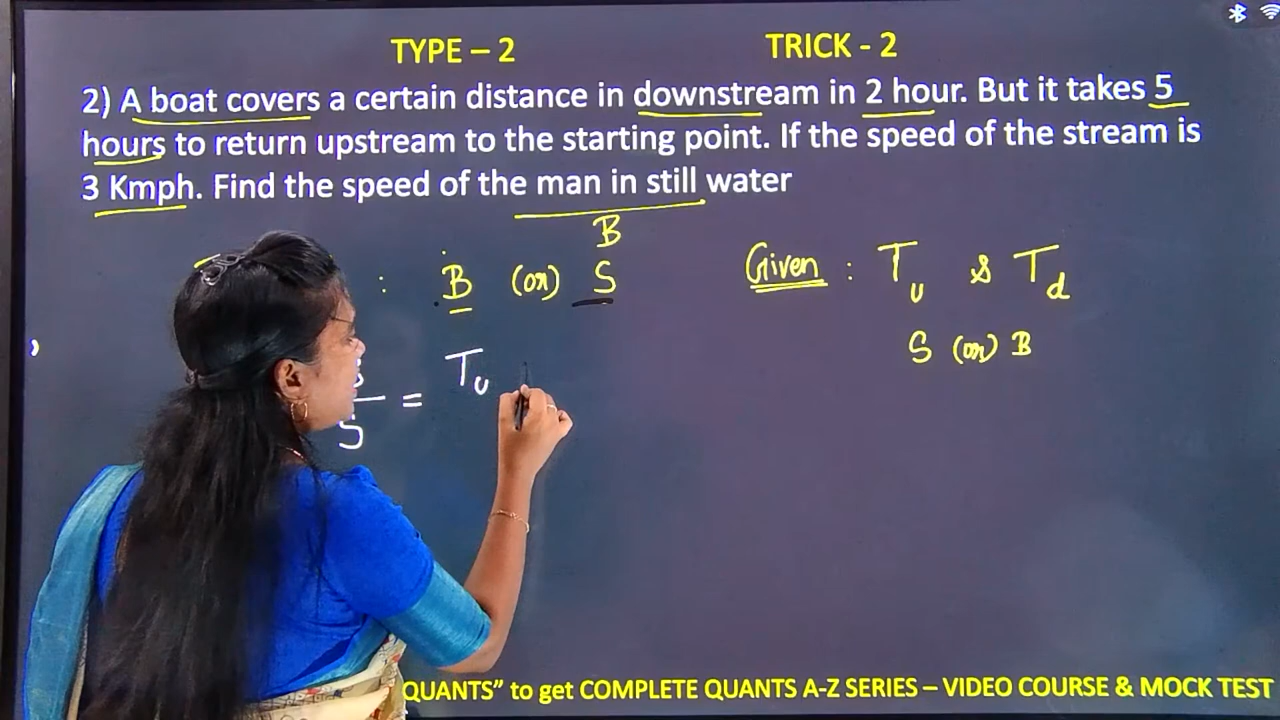 TYPE – 2 TRICK - 2
2) A boat covers a certain distance in downstream in 2 hour. But it takes 5
hours to return upstream to the starting point. If the speed of the stream is
3 Kmph. Find the speed of the man in still water
B
: B (or) S
Given : Tu & Td
S (or) B
= Tu
S
QUANTS” to get COMPLETE QUANTS A-Z SERIES – VIDEO COURSE & MOCK TEST